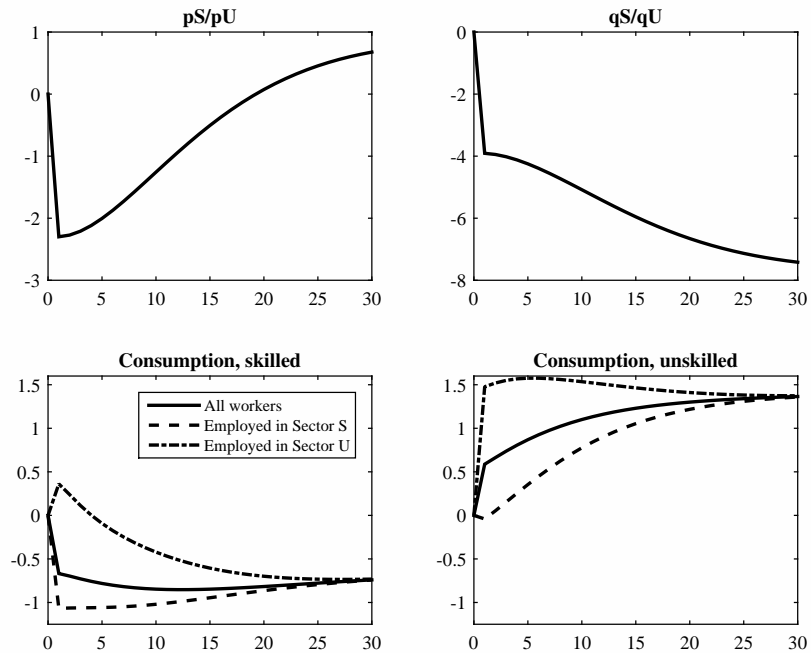 pS/pU
1
0
-1
-2
-3
0 5 10 15 20 25 30
qS/qU
0
-2
-4
-6
-8
0 5 10 15 20 25 30
Consumption, skilled
1.5
1
0.5
0
-0.5
-1
0 5 10 15 20 25 30
All workers
Employed in Sector S
Employed in Sector U
Consumption, unskilled
1.5
1
0.5
0
-0.5
-1
0 5 10 15 20 25 30